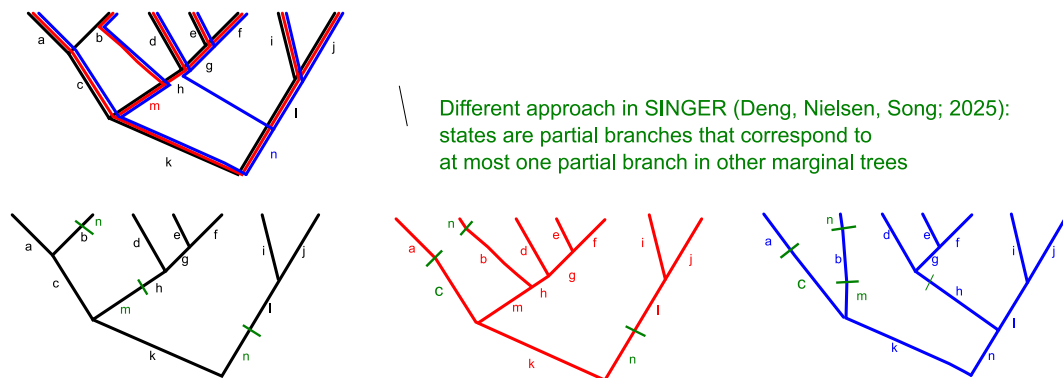 a
b
d
e
f
i
j
c
m
h
g
l
k
n
Different approach in SINGER (Deng, Nielsen, Song; 2025):
states are partial branches that correspond to
at most one partial branch in other marginal trees
a
b
n
d
e
f
i
j
c
m
h
g
l
k
n
a
n
b
d
e
f
i
j
c
h
g
m
l
k
n
a
n
b
d
e
f
i
j
c
m
g
h
l
k
n